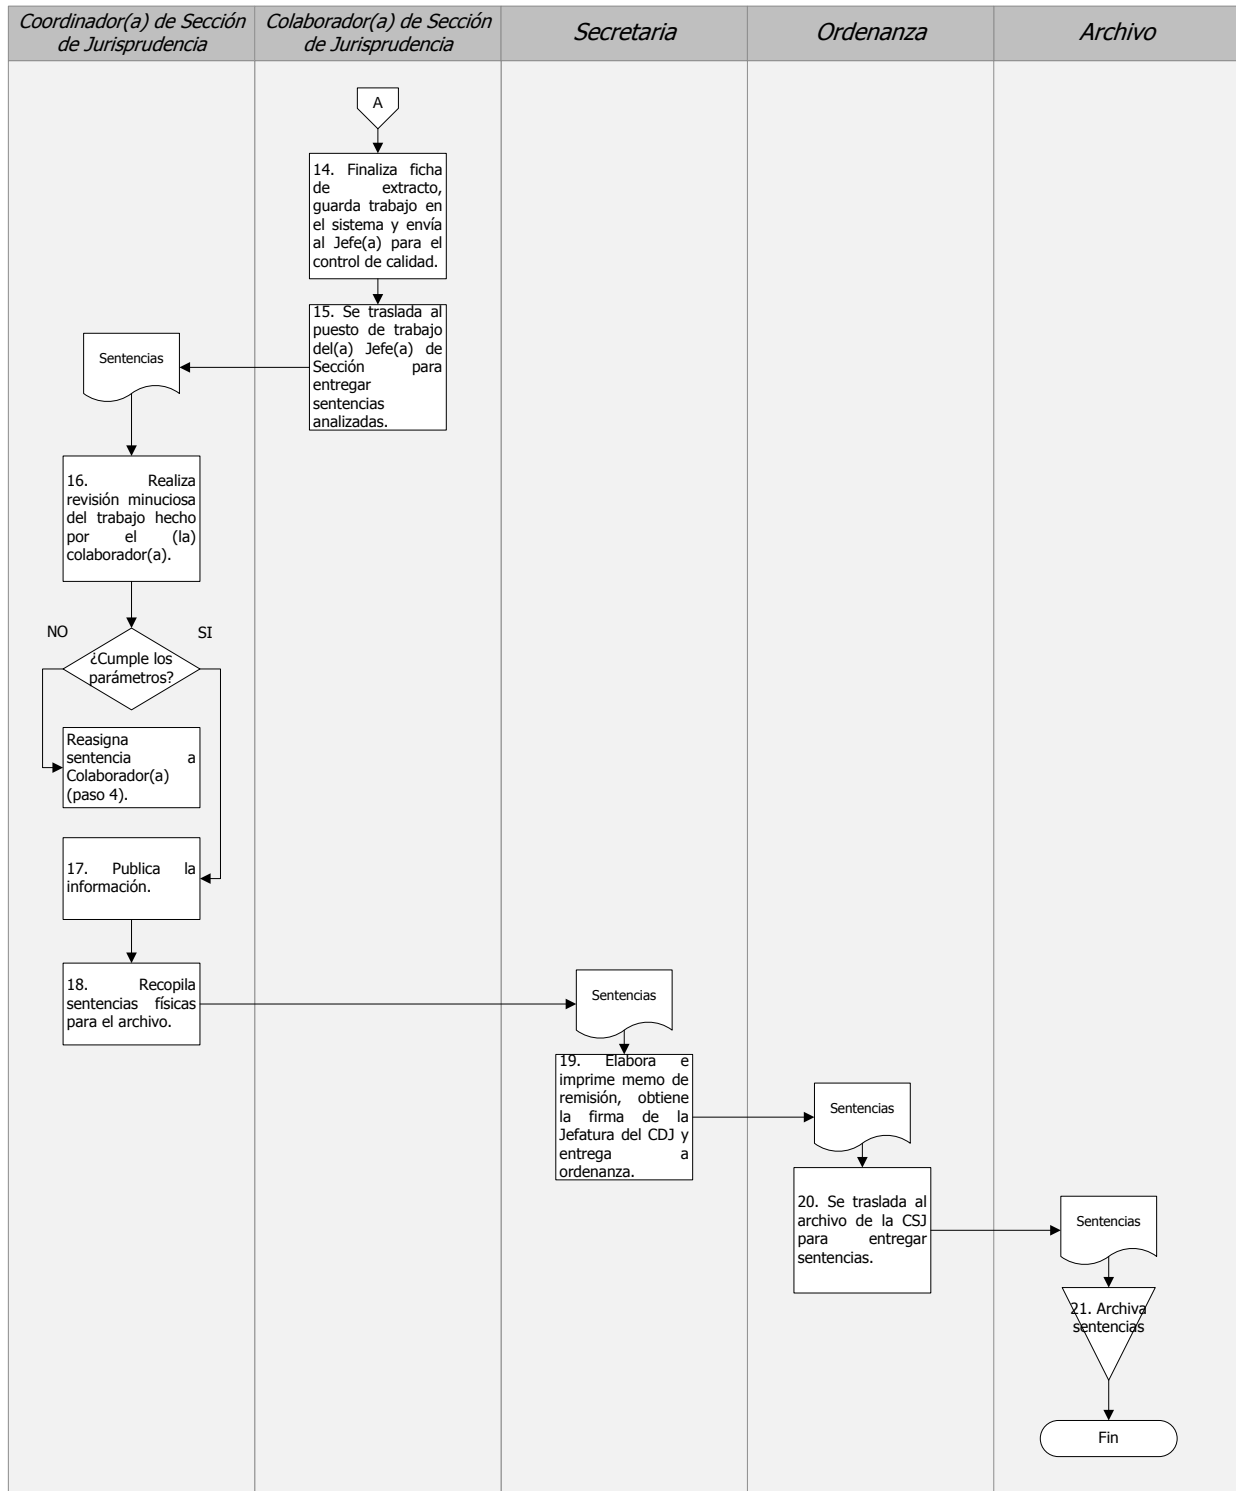 Coordinador(a) de Sección
de Jurisprudencia
Colaborador(a) de Sección
de Jurisprudencia
Secretaria
Ordenanza
Archivo
A
14. Finaliza ficha
de extracto,
guarda trabajo en
el sistema y envía
al Jefe(a) para el
control de calidad.
15. Se traslada al
puesto de trabajo
del(a) Jefe(a) de
Sección para
entregar
sentencias
analizadas.
Sentencias
16. Realiza
revisión minuciosa
del trabajo hecho
por el (la)
colaborador(a).
NO
SI
¿Cumple los
parámetros?
Reasigna
sentencia a
Colaborador(a)
(paso 4).
17. Publica la
información.
18. Recopila
sentencias físicas
para el archivo.
Sentencias
19. Elabora e
imprime memo de
remisión, obtiene
la firma de la
Jefatura del CDJ y
entrega a
ordenanza.
Sentencias
20. Se traslada al
archivo de la CSJ
para entregar
sentencias.
Sentencias
21. Archiva
sentencias
Fin